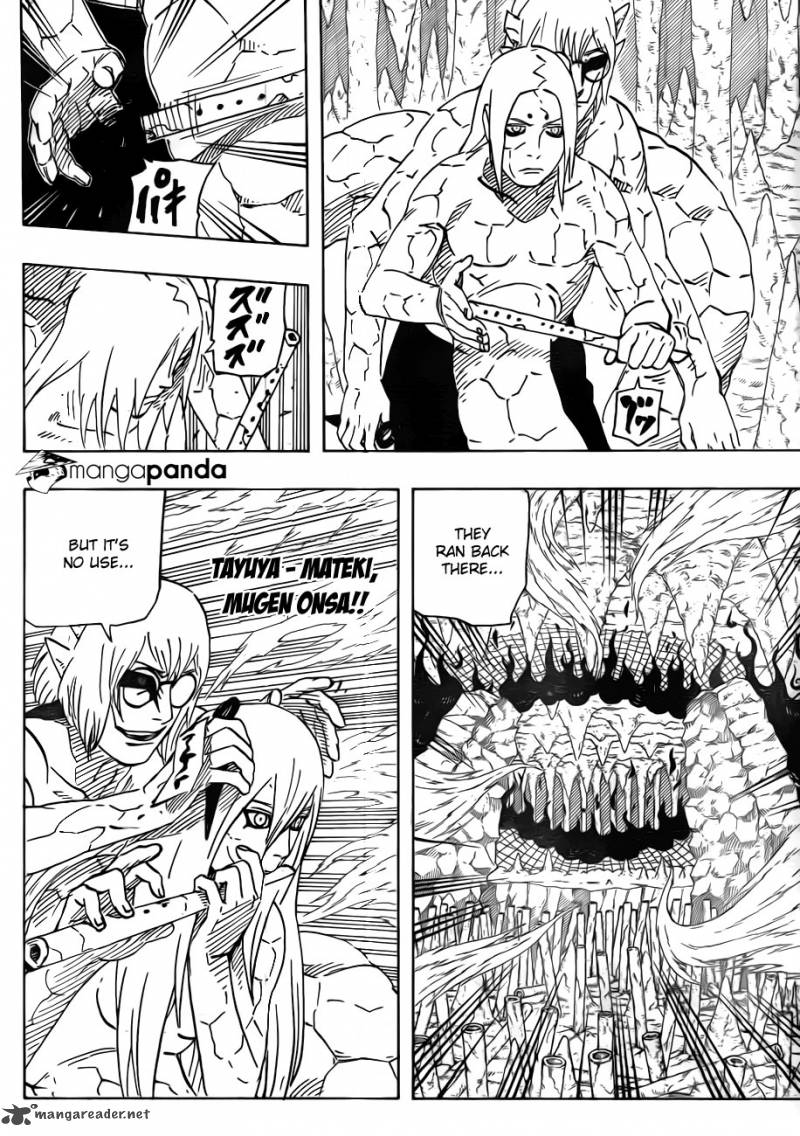 グッ
パキ
ズズズ
mangapanda
THEY
RAN BACK
THERE...
TAYUYA - MATEKI,
MUGEN ONSA!!
BUT IT'S
NO USE...
mangareader.net